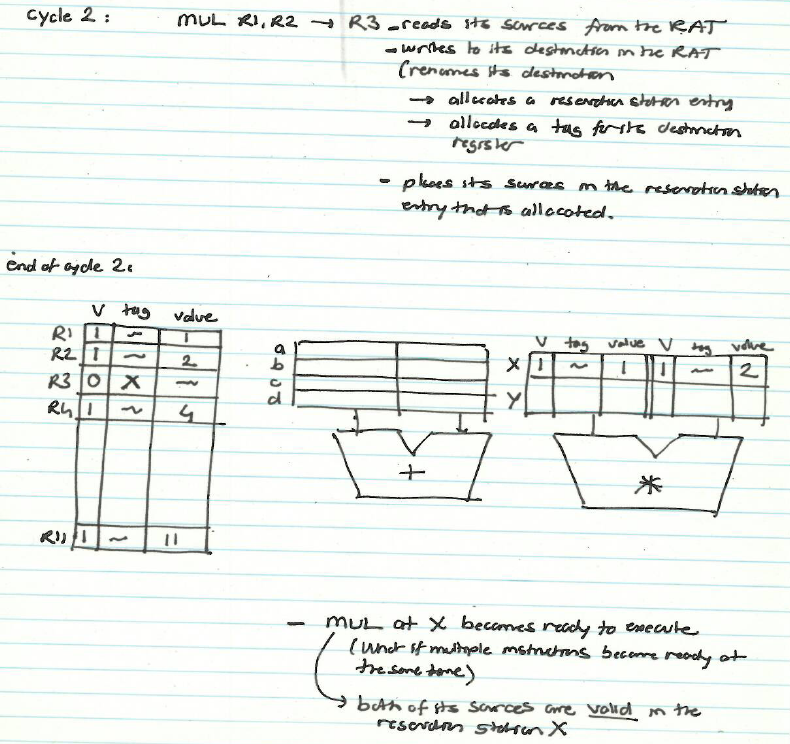 cycle 2: MUL R1, R2 → R3 - reads its sources from the RAT
- writes to its destination in the RAT
(renames its destination
→ allocates a reservation station entry
→ allocates a tag for its destination
register
- places its sources in the reservation station
entry that is allocated.
end of cycle 2:
V tag value
R1 1 ~ 1
R2 1 ~ 2
R3 0 X ~
R4 1 ~ 4
R11 1 ~ 11
a
b
c
d
+
V tag value V tag value
X 1 ~ 1 1 ~ 2
Y
*
- MUL at X becomes ready to execute
(What if multiple instructions become ready at
the same time)
→ both of its sources are valid in the
reservation station X